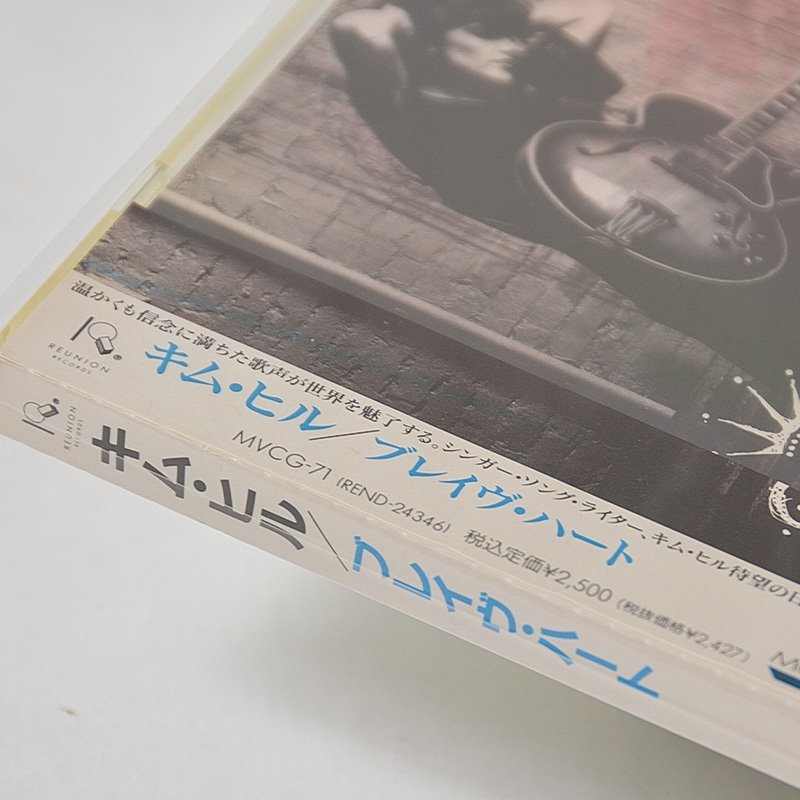 温かくも信念に満ちた歌声が世界を魅了する。シンガー・ソング・ライター、キム・ヒル待望の日
REUNION
RECORDS
キム・ヒル/ブレイヴ・ハート
MVCG-71 (REND-24346) 税込定価¥2,500 (税抜価格¥2,427)
REUNION
RECORDS
キム・ヒル/ブレイヴ・ハート